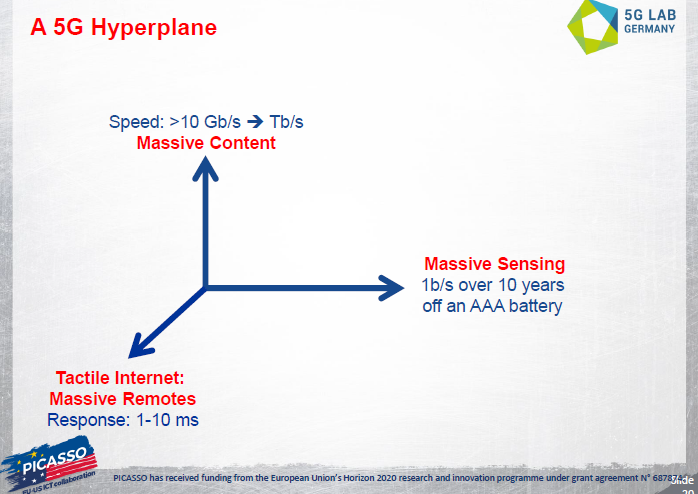 A 5G Hyperplane
5G LAB
GERMANY
Speed: >10 Gb/s ➔ Tb/s
Massive Content
Massive Sensing
1b/s over 10 years
off an AAA battery
Tactile Internet:
Massive Remotes
Response: 1-10 ms
PICASSO
EU-US ICT collaboration
PICASSO has received funding from the European Union's Horizon 2020 research and innovation programme under grant agreement N°